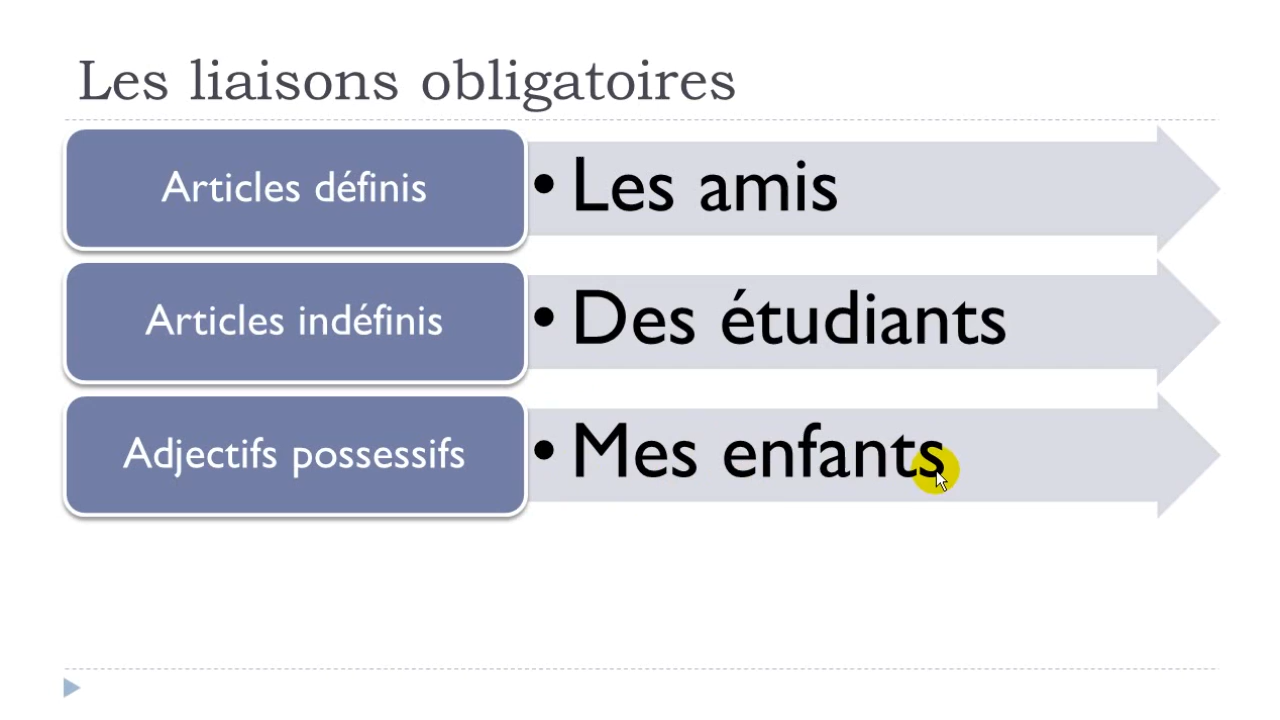 Les liaisons obligatoires
Articles définis
• Les amis
Articles indéfinis
• Des étudiants
Adjectifs possessifs
• Mes enfants